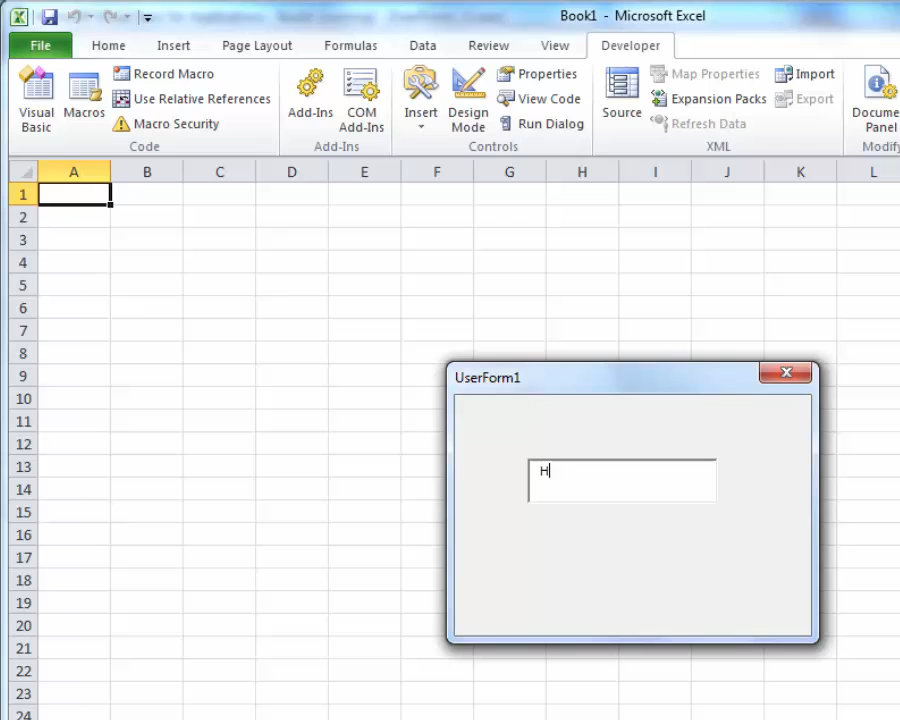 Book1 - Microsoft Excel
File Home Insert Page Layout Formulas Data Review View Developer
Visual Basic
Macros
Record Macro
Use Relative References
Macro Security
Code
Add-Ins
COM Add-Ins
Add-Ins
Insert
Design Mode
Properties
View Code
Run Dialog
Controls
Source
Map Properties
Expansion Packs
Refresh Data
Import
Export
XML
Docume
Panel
Modify
A B C D E F G H I J K L
1
2
3
4
5
6
7
8
9
10
11
12
13
14
15
16
17
18
19
20
21
22
23
24
UserForm1
H